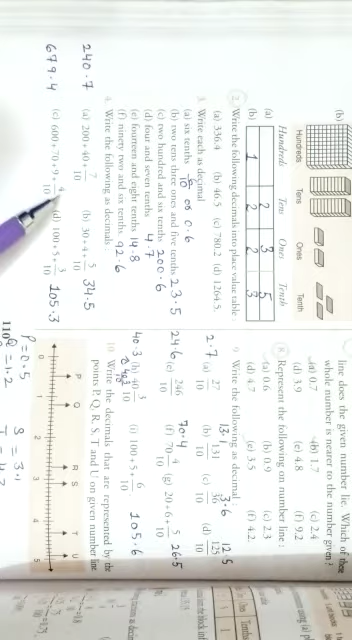 (b)
Hundreds Tens Ones Tenth
Hundreds Tens Ones Tenth
(a) 2 3 5
(b) 1 2 2 3
2. Write the following decimals into place value table :
(a) 336.4 (b) 46.5 (c) 780.2 (d) 1264.5
3. Write each as decimal
(a) six tenths 6/10 or 0.6
(b) two tens three ones and five tenths 23.5
(c) two hundred and six tenths 200.6
(d) four and seven tenths 4.7
(e) fourteen and eight tenths 14.8
(f) ninety two and six tenths 92.6
4. Write the following as decimals :
240.7 (a) 200+40+7/10 (b) 30+4+5/10 34.5
679.4 (c) 600+70+9+4/10 (d) 100+5+3/10 105.3
line does the given number lie. Which of these
whole number is nearer to the number given?
(a) 0.7 (b) 1.7 (c) 2.4
(d) 3.9 (e) 4.8 (f) 9.2
8. Represent the following on number line :
(a) 0.6 (b) 0.9 (c) 2.3
(d) 4.7 (e) 3.5 (f) 4.2
9. Write the following as decimal :
2.7 13.1 3.6 12.5
(a) 27/10 (b) 131/10 (c) 36/10 (d) 125/10
24.6 (e) 246/10 (f) 70 4/10 70.4 (g) 20+6+5/10 26.5
40.3 (h) 40 3/10 (i) 100+5+6/10 105.6
10. Write the decimals that are represented by the
points P, Q, R, S, T and U on given number line
P Q R S T U
0 1 2 3 4 5
P=0.5
=1.2
S=3.1
110